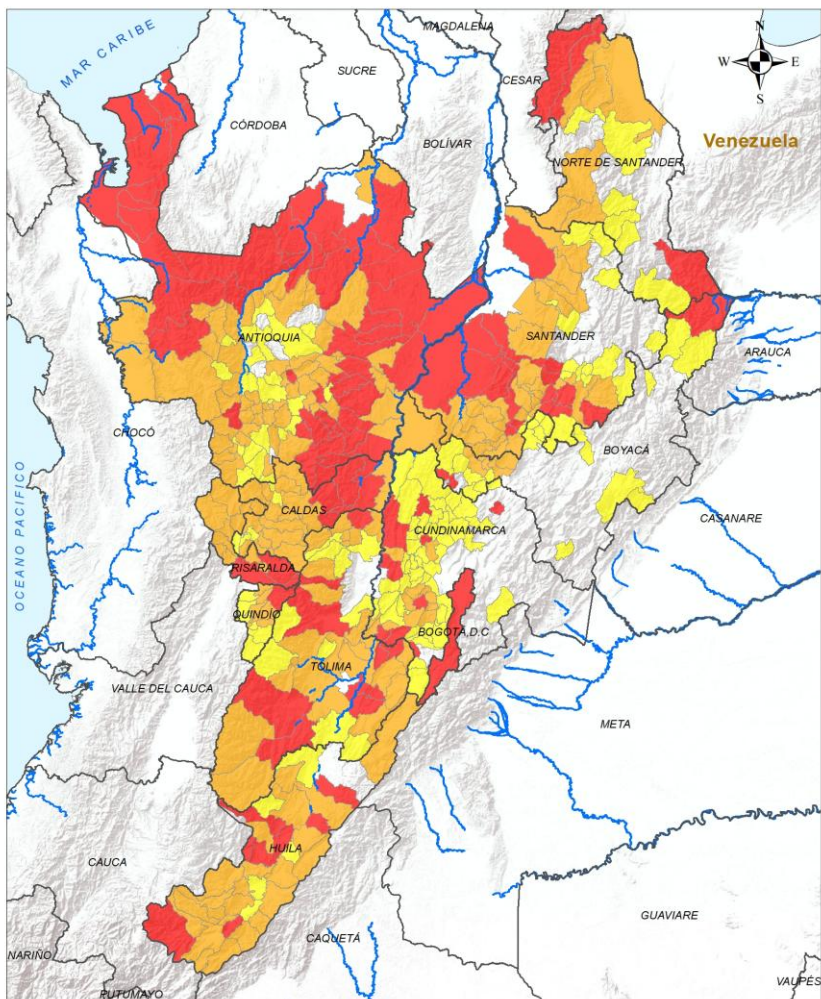 MAR CARIBE
MAGDALENA
N
W
E
S
SUCRE
CESAR
CÓRDOBA
BOLÍVAR
NORTE DE SANTANDER
Venezuela
ANTIOQUIA
SANTANDER
ARAUCA
CHOCÓ
BOYACÁ
OCEANO PACIFICO
CALDAS
CUNDINAMARCA
CASANARE
RISARALDA
QUINDÍO
BOGOTÁ, D.C
TOLIMA
VALLE DEL CAUCA
META
HUILA
CAUCA
GUAVIARE
CAQUETÁ
NARIÑO
PUTUMAYO
VAUPÉS